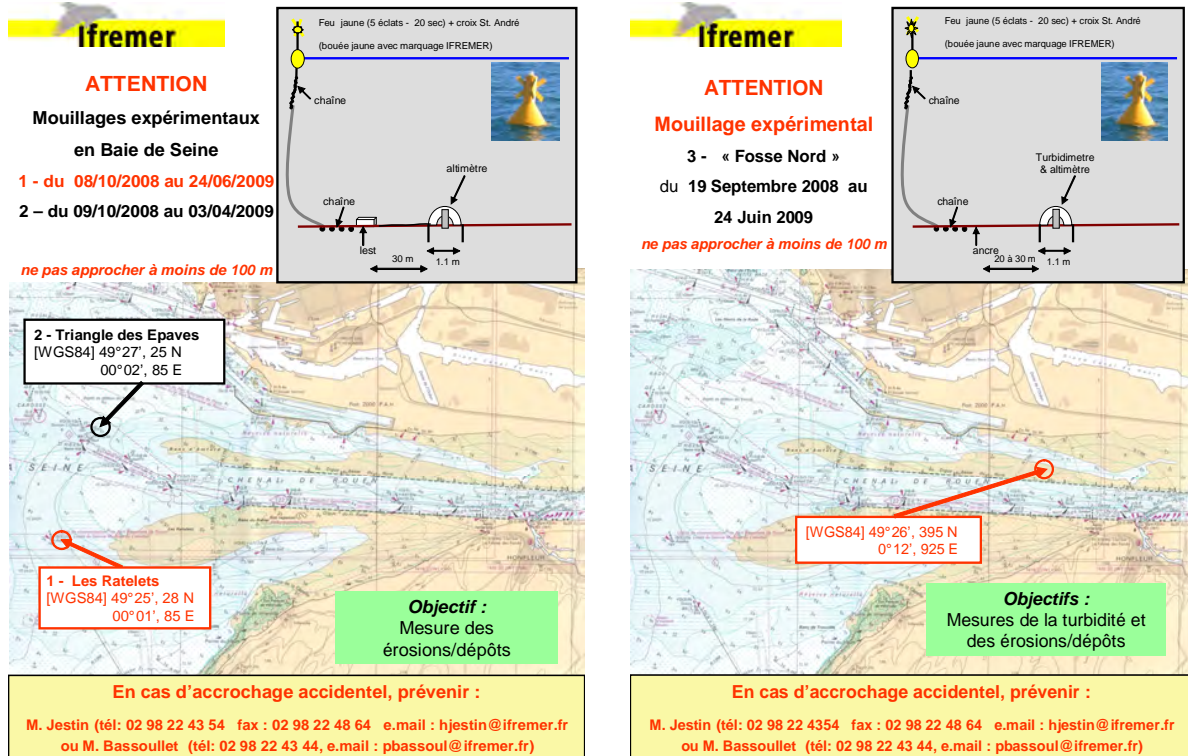 Ifremer
ATTENTION
Mouillages expérimentaux
en Baie de Seine
1 - du 08/10/2008 au 24/06/2009
2 – du 09/10/2008 au 03/04/2009
ne pas approcher à moins de 100 m
Feu jaune (5 éclats - 20 sec) + croix St. André
(bouée jaune avec marquage IFREMER)
chaîne
altimètre
chaîne
lest
30 m
1.1 m
2 - Triangle des Epaves
[WGS84] 49°27', 25 N
00°02', 85 E
SEINE
CHENAL DE ROUEN
HONFLEUR
1 - Les Ratelets
[WGS84] 49°25', 28 N
00°01', 85 E
Objectif :
Mesure des
érosions/dépôts
En cas d'accrochage accidentel, prévenir :
M. Jestin (tél: 02 98 22 43 54 fax : 02 98 22 48 64 e.mail : hjestin@ifremer.fr
ou M. Bassoullet (tél: 02 98 22 43 44, e.mail : pbassoul@ifremer.fr)
Ifremer
ATTENTION
Mouillage expérimental
3 - « Fosse Nord »
du 19 Septembre 2008 au
24 Juin 2009
ne pas approcher à moins de 100 m
Feu jaune (5 éclats - 20 sec) + croix St. André
(bouée jaune avec marquage IFREMER)
chaîne
Turbidimetre
& altimètre
chaîne
ancre
20 à 30 m
1.1 m
SEINE
CHENAL DE ROUEN
[WGS84] 49°26', 395 N
0°12', 925 E
HONFLEUR
Objectifs :
Mesures de la turbidité et
des érosions/dépôts
En cas d'accrochage accidentel, prévenir :
M. Jestin (tél: 02 98 22 4354 fax : 02 98 22 48 64 e.mail : hjestin@ifremer.fr
ou M. Bassoullet (tél: 02 98 22 43 44, e.mail : pbassoul@ifremer.fr)